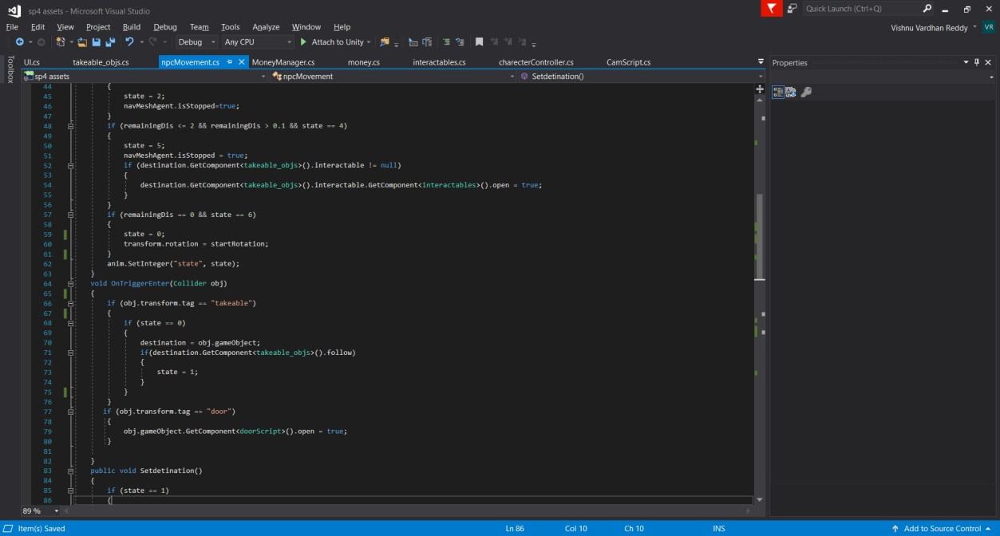 sp4 assets - Microsoft Visual Studio
Quick Launch (Ctrl+Q)
File Edit View Project Build Debug Team Tools Analyze Window Help
Vishnu Vardhan Reddy VR
Debug Any CPU Attach to Unity
Toolbox
UI.cs takeable_objs.cs npcMovement.cs MoneyManager.cs money.cs interactables.cs charecterController.cs CamScript.cs
Properties
sp4 assets npcMovement Setdetination()
44 {
45 state = 2;
46 navMeshAgent.isStopped=true;
47 }
48 if (remainingDis <= 2 && remainingDis > 0.1 && state == 4)
49 {
50 state = 5;
51 navMeshAgent.isStopped = true;
52 if (destination.GetComponent<takeable_objs>().interactable != null)
53 {
54 destination.GetComponent<takeable_objs>().interactable.GetComponent<interactables>().open = true;
55 }
56 }
57 if (remainingDis == 0 && state == 6)
58 {
59 state = 0;
60 transform.rotation = startRotation;
61 }
62 anim.SetInteger("state", state);
63 }
64 void OnTriggerEnter(Collider obj)
65 {
66 if (obj.transform.tag == "takeable")
67 {
68 if (state == 0)
69 {
70 destination = obj.gameObject;
71 if(destination.GetComponent<takeable_objs>().follow)
72 {
73 state = 1;
74 }
75 }
76 }
77 if (obj.transform.tag == "door")
78 {
79 obj.gameObject.GetComponent<doorScript>().open = true;
80 }
81
82 }
83 public void Setdetination()
84 {
85 if (state == 1)
86 {
89 %
Item(s) Saved Ln 86 Col 10 Ch 10 INS Add to Source Control